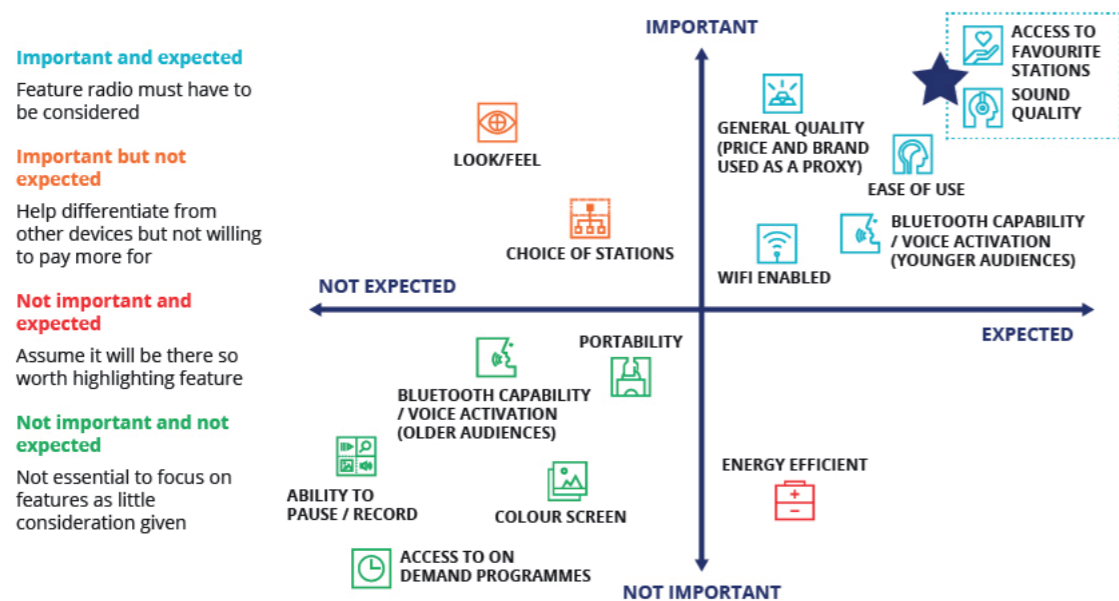 Important and expected
Feature radio must have to
be considered
Important but not
expected
Help differentiate from
other devices but not willing
to pay more for
Not important and
expected
Assume it will be there so
worth highlighting feature
Not important and not
expected
Not essential to focus on
features as little
consideration given
IMPORTANT
ACCESS TO
FAVOURITE
STATIONS
SOUND
QUALITY
LOOK/FEEL
GENERAL QUALITY
(PRICE AND BRAND
USED AS A PROXY)
EASE OF USE
CHOICE OF STATIONS
BLUETOOTH CAPABILITY
/ VOICE ACTIVATION
(YOUNGER AUDIENCES)
WIFI ENABLED
NOT EXPECTED
EXPECTED
PORTABILITY
BLUETOOTH CAPABILITY
/ VOICE ACTIVATION
(OLDER AUDIENCES)
ABILITY TO
PAUSE / RECORD
COLOUR SCREEN
ENERGY EFFICIENT
ACCESS TO ON
DEMAND PROGRAMMES
NOT IMPORTANT